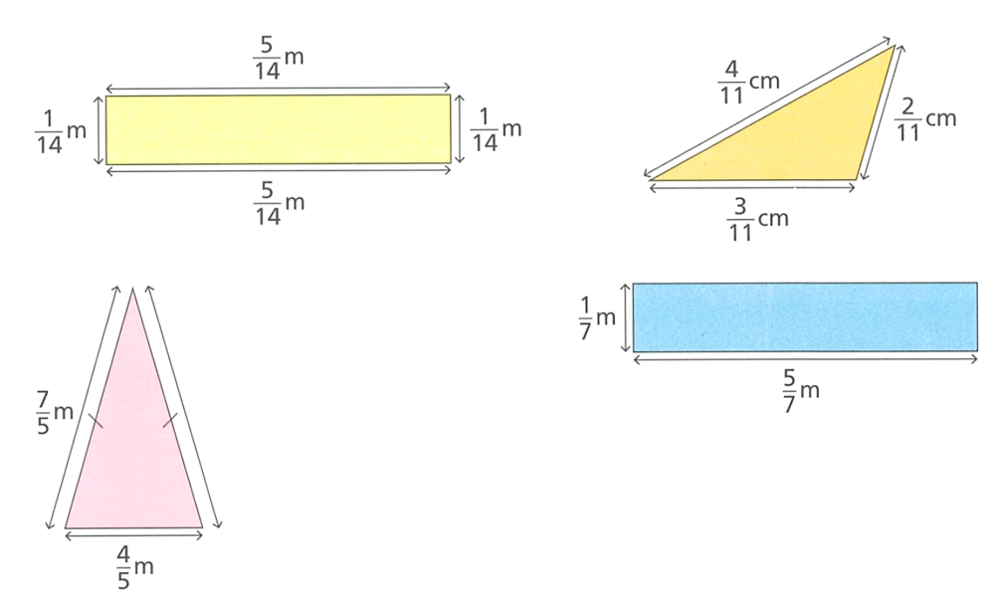 5/14 m
1/14 m
1/14 m
5/14 m
4/11 cm
2/11 cm
3/11 cm
7/5 m
4/5 m
1/7 m
5/7 m